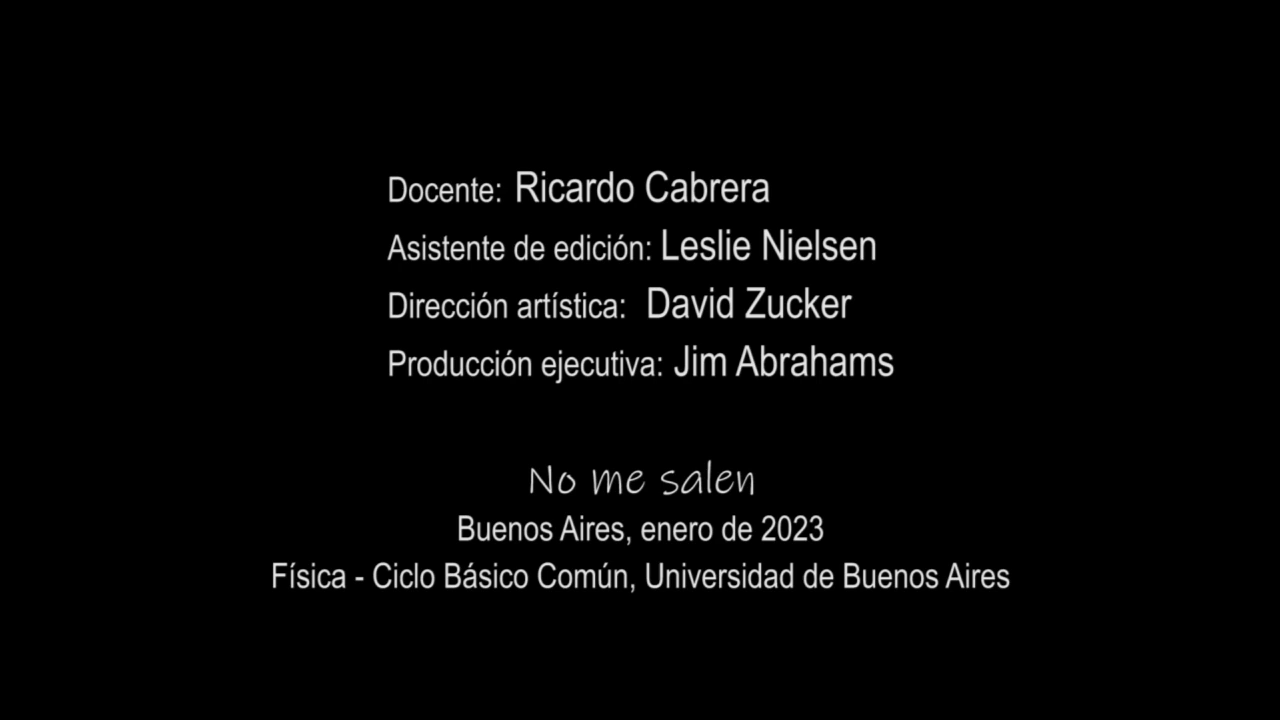 Docente: Ricardo Cabrera
Asistente de edición: Leslie Nielsen
Dirección artística: David Zucker
Producción ejecutiva: Jim Abrahams
No me salen
Buenos Aires, enero de 2023
Física - Ciclo Básico Común, Universidad de Buenos Aires